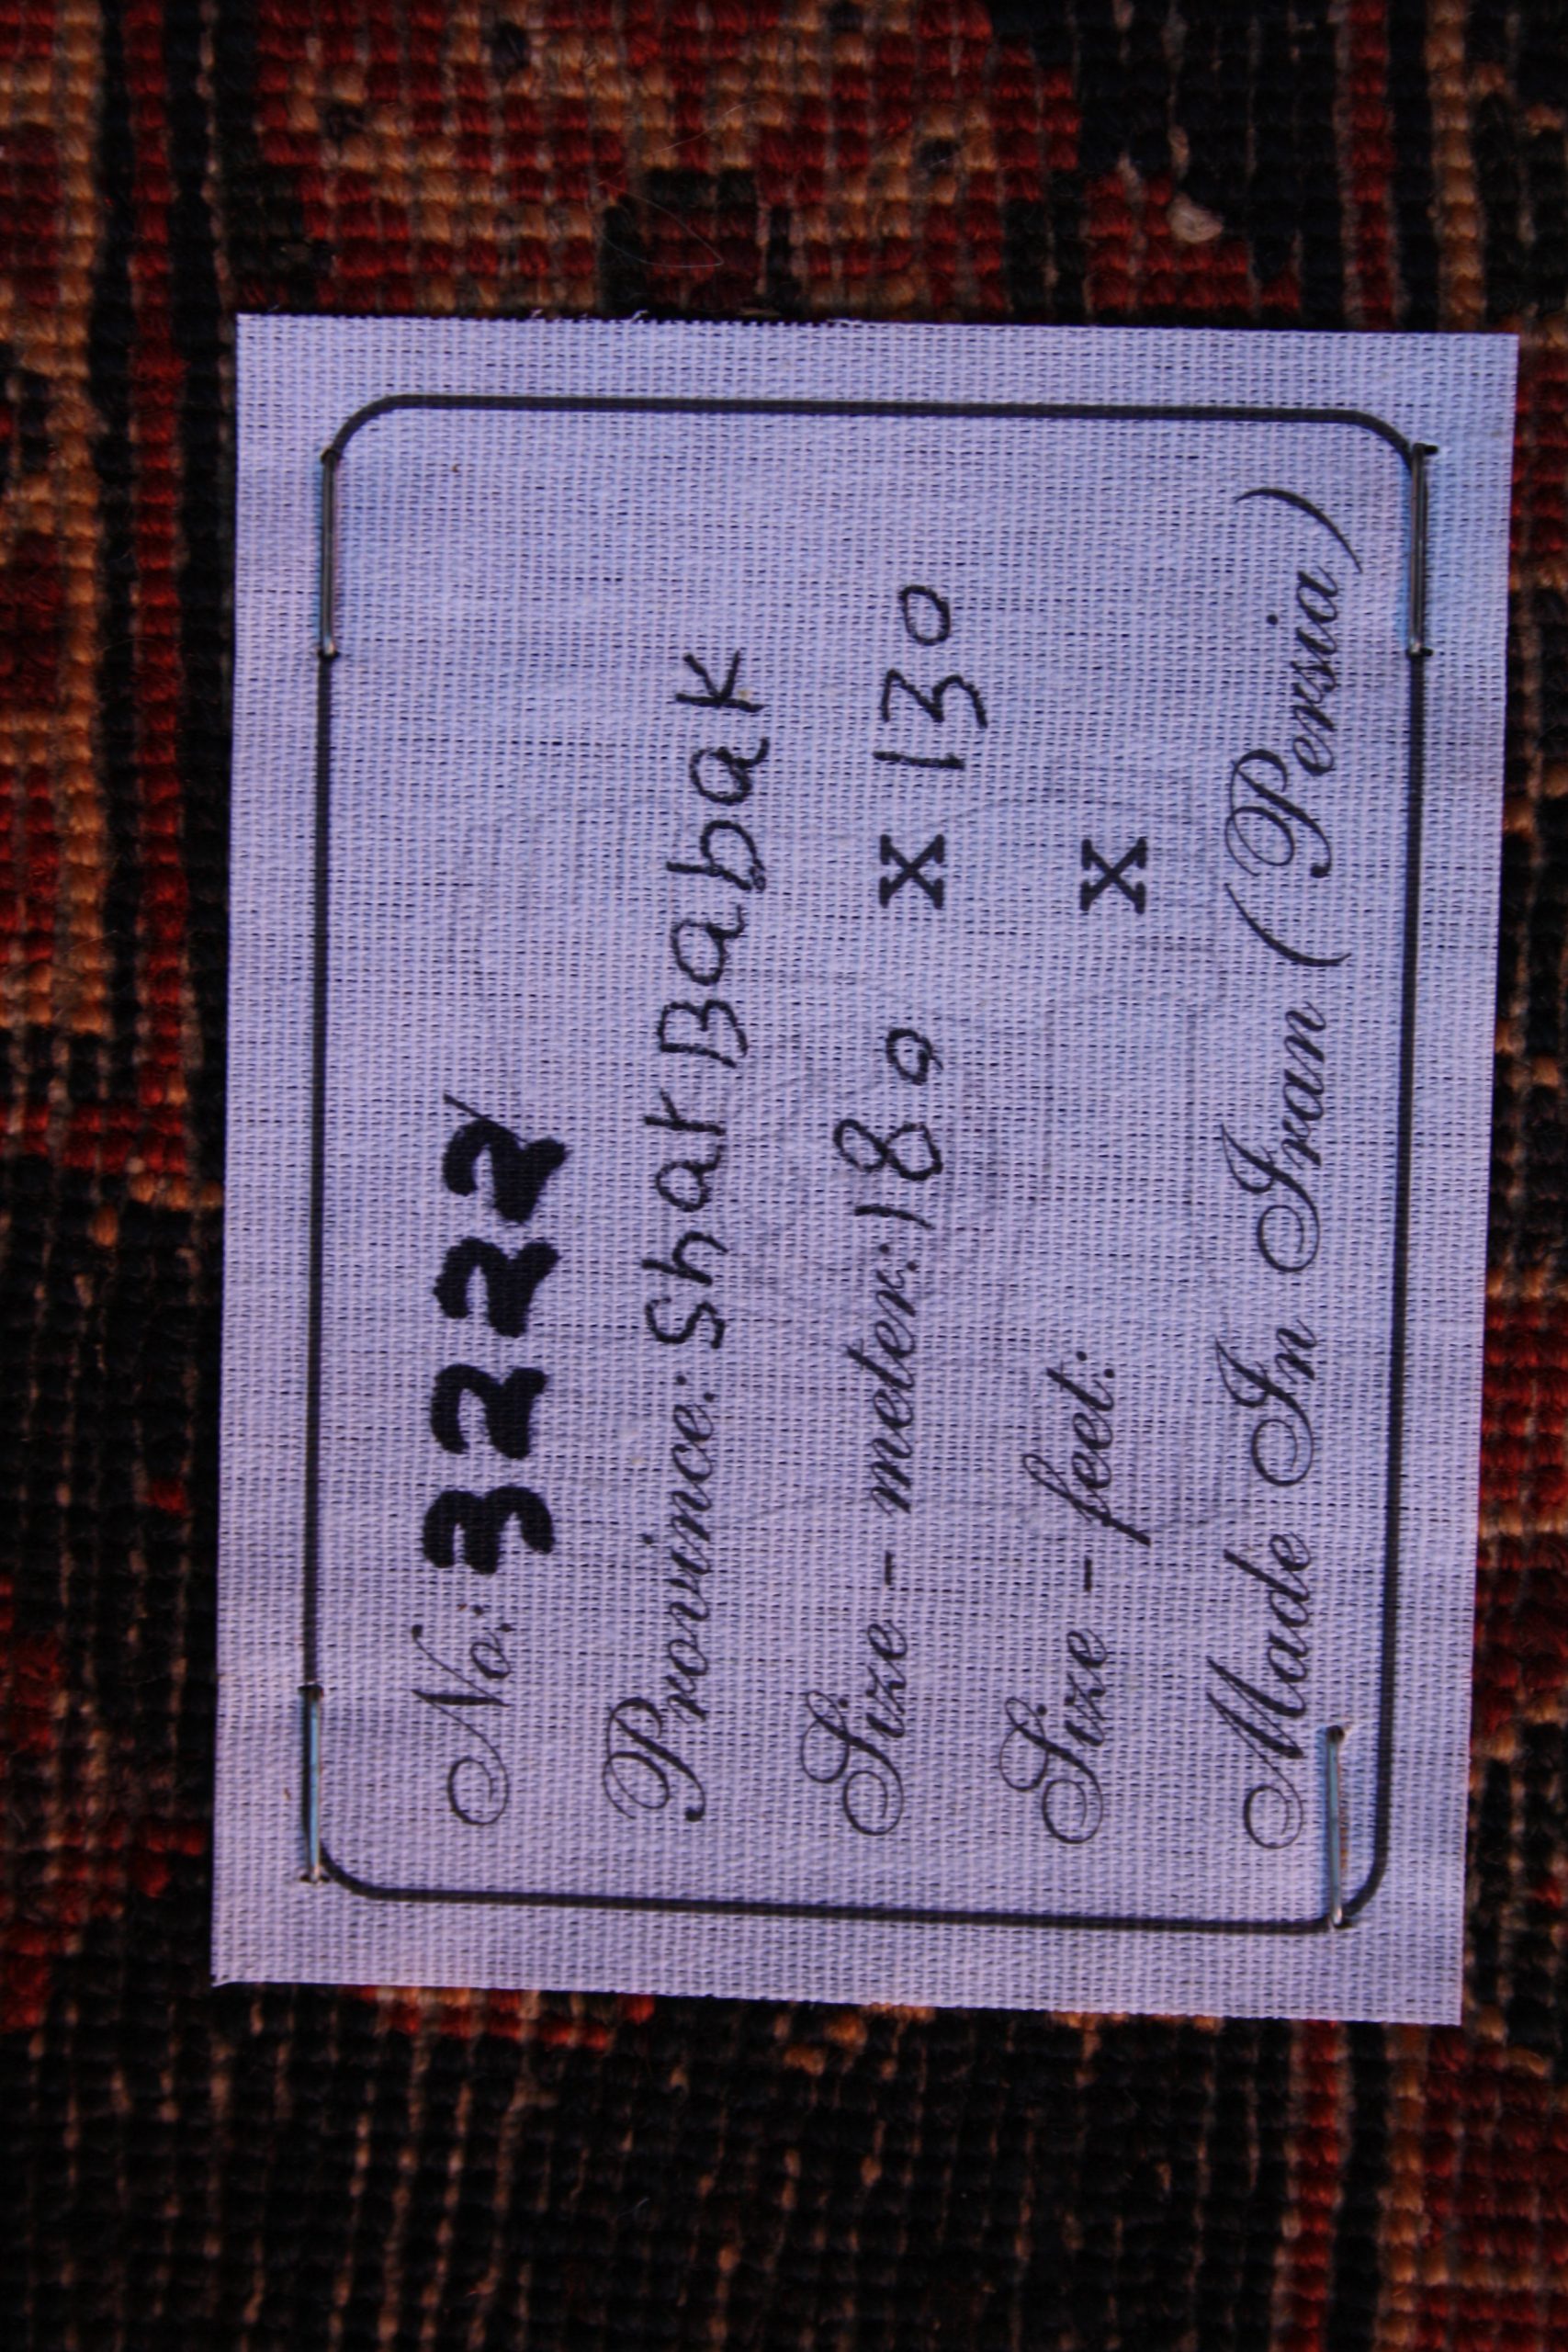 No.: 3222
Province: Shar Babak
Size - meter: 180 x 130
Size - feet: x
Made In Iran ( Persia )